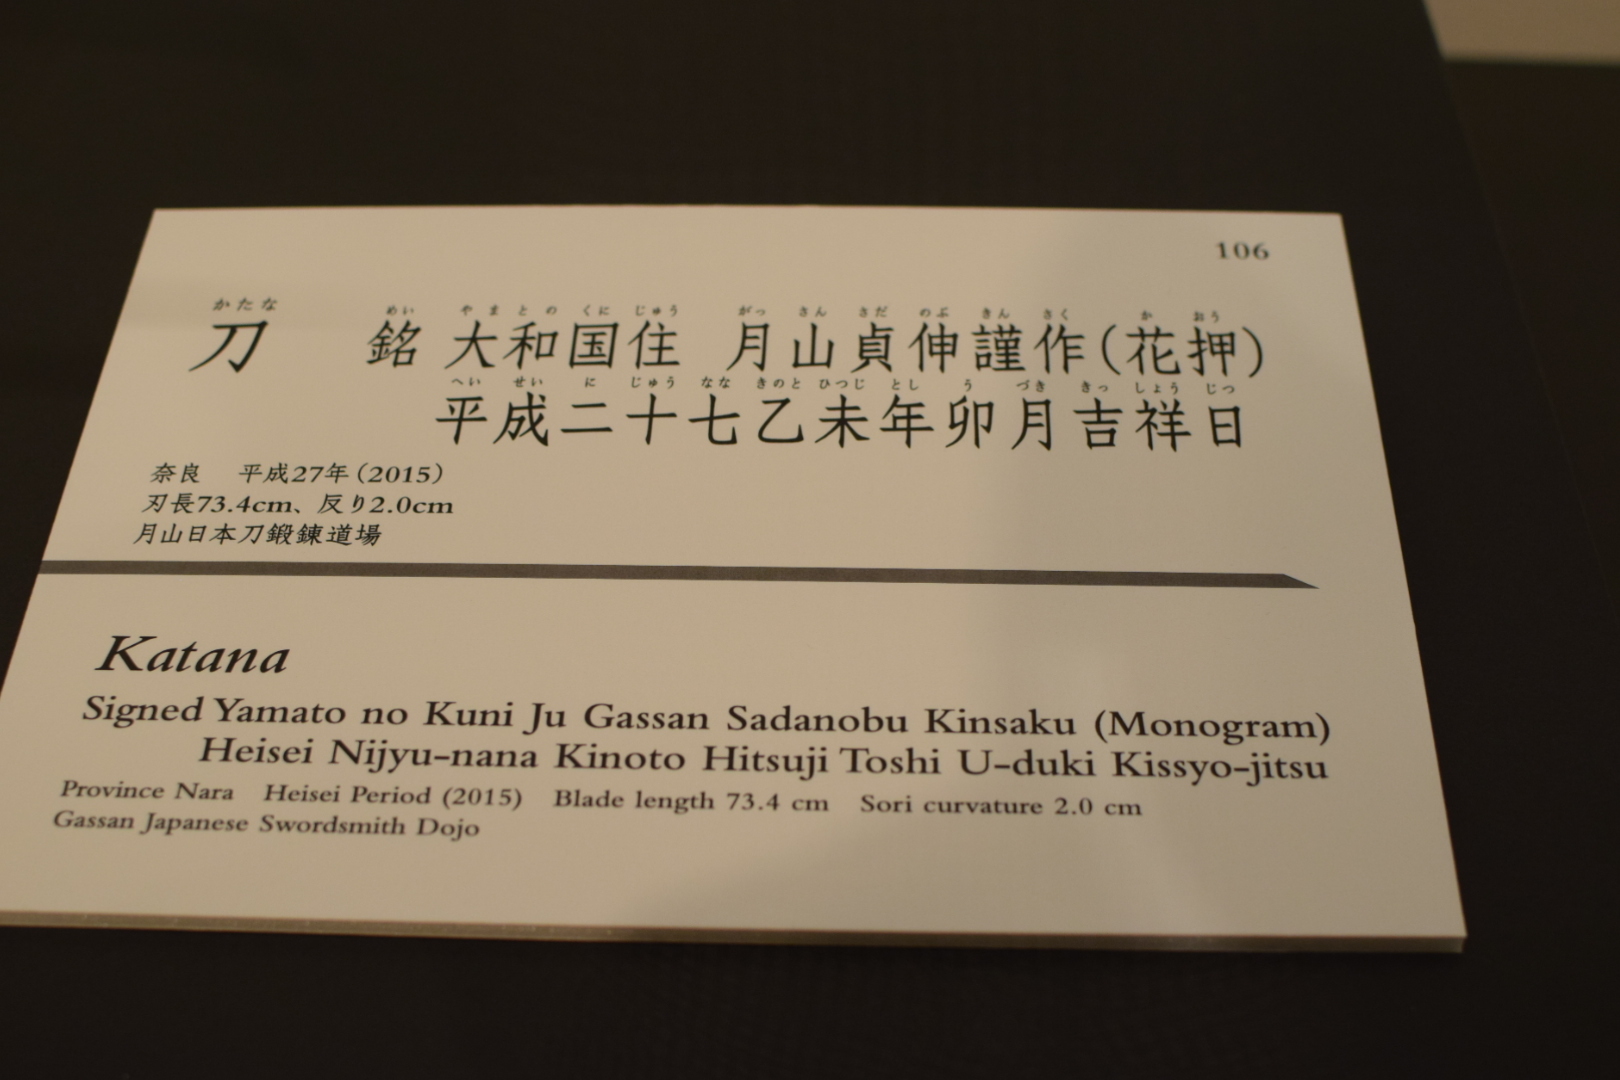 106
かたな めい やまとのくにじゅう がっさんさだのぶきんさく かおう
刀 銘 大和国住 月山貞伸謹作(花押)
へいせいにじゅうななきのとひつじとしうづききっしょうじつ
平成二十七乙未年卯月吉祥日
奈良 平成27年(2015)
刃長73.4cm、反り2.0cm
月山日本刀鍛錬道場
Katana
Signed Yamato no Kuni Ju Gassan Sadanobu Kinsaku (Monogram)
Heisei Nijyu-nana Kinoto Hitsuji Toshi U-duki Kissyo-jitsu
Province Nara Heisei Period (2015) Blade length 73.4 cm Sori curvature 2.0 cm
Gassan Japanese Swordsmith Dojo